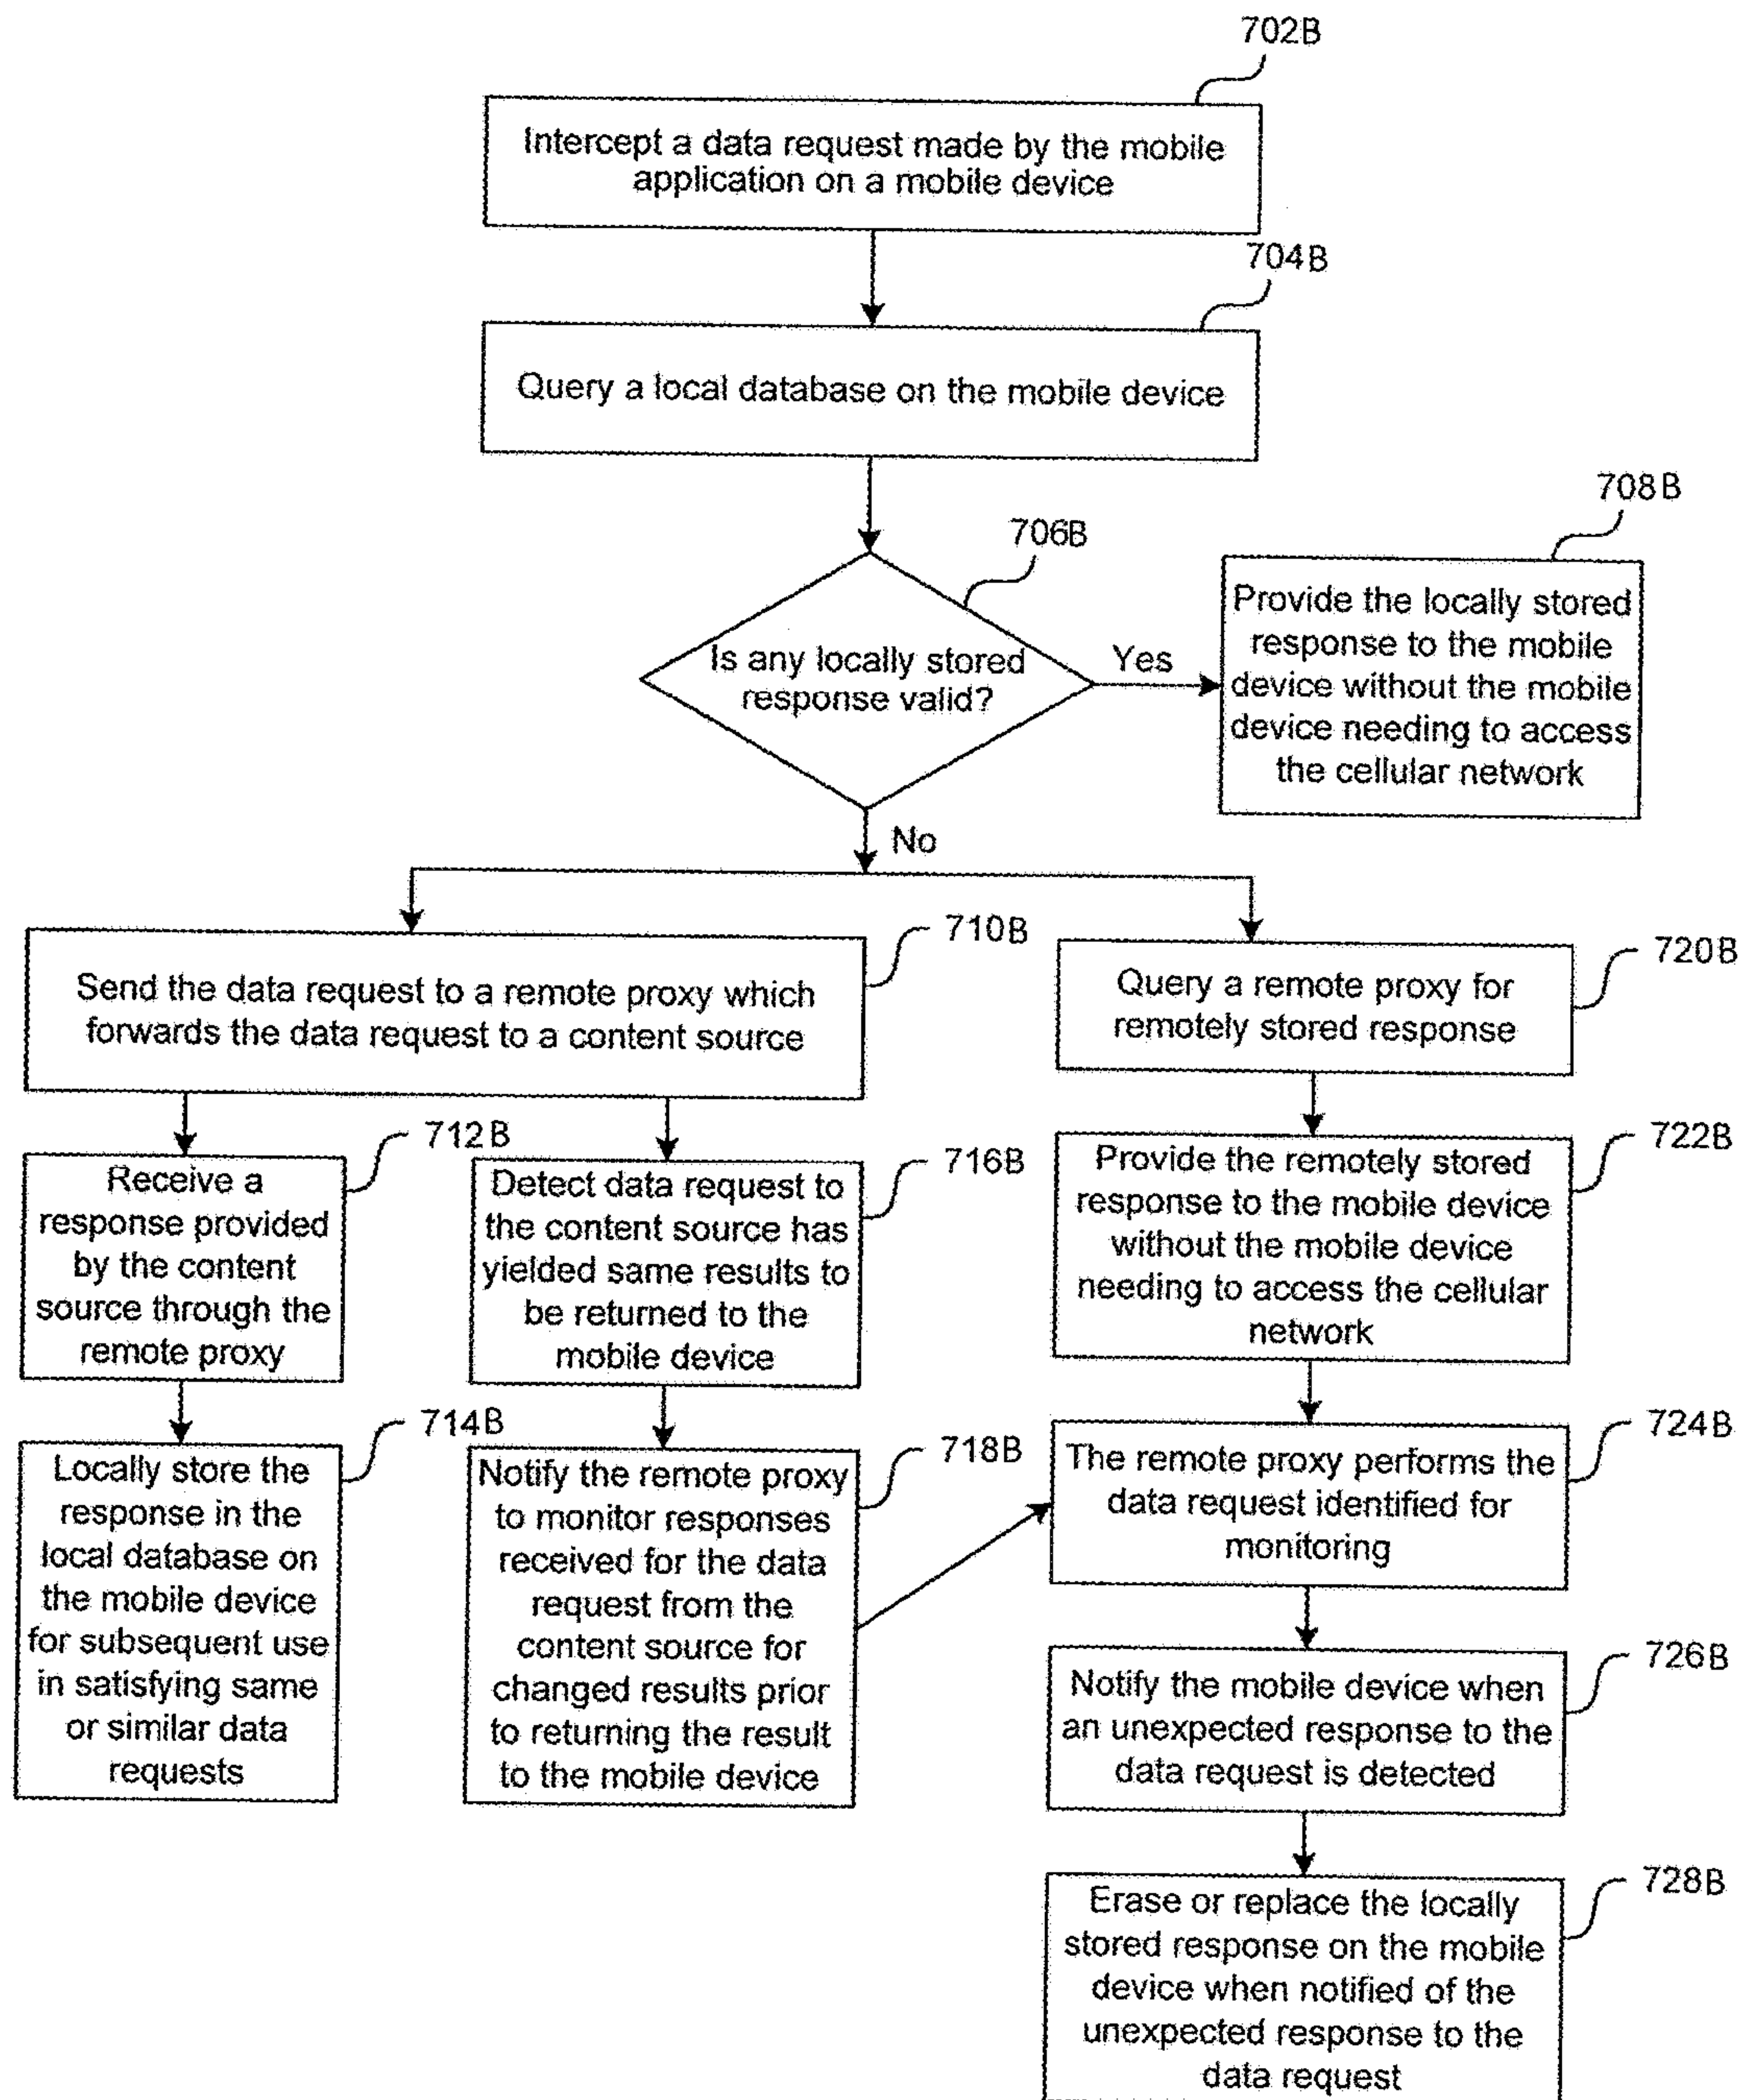 702B
Intercept a data request made by the mobile
application on a mobile device
704B
Query a local database on the mobile device
706B
Is any locally stored
response valid?
Yes
708B
Provide the locally stored
response to the mobile
device without the mobile
device needing to access
the cellular network
No
710B
Send the data request to a remote proxy which
forwards the data request to a content source
712B
Receive a
response provided
by the content
source through the
remote proxy
714B
Locally store the
response in the
local database on
the mobile device
for subsequent use
in satisfying same
or similar data
requests
716B
Detect data request to
the content source has
yielded same results to
be returned to the
mobile device
718B
Notify the remote proxy
to monitor responses
received for the data
request from the
content source for
changed results prior
to returning the result
to the mobile device
720B
Query a remote proxy for
remotely stored response
722B
Provide the remotely stored
response to the mobile device
without the mobile device
needing to access the cellular
network
724B
The remote proxy performs the
data request identified for
monitoring
726B
Notify the mobile device when
an unexpected response to the
data request is detected
728B
Erase or replace the locally
stored response on the mobile
device when notified of the
unexpected response to the
data request